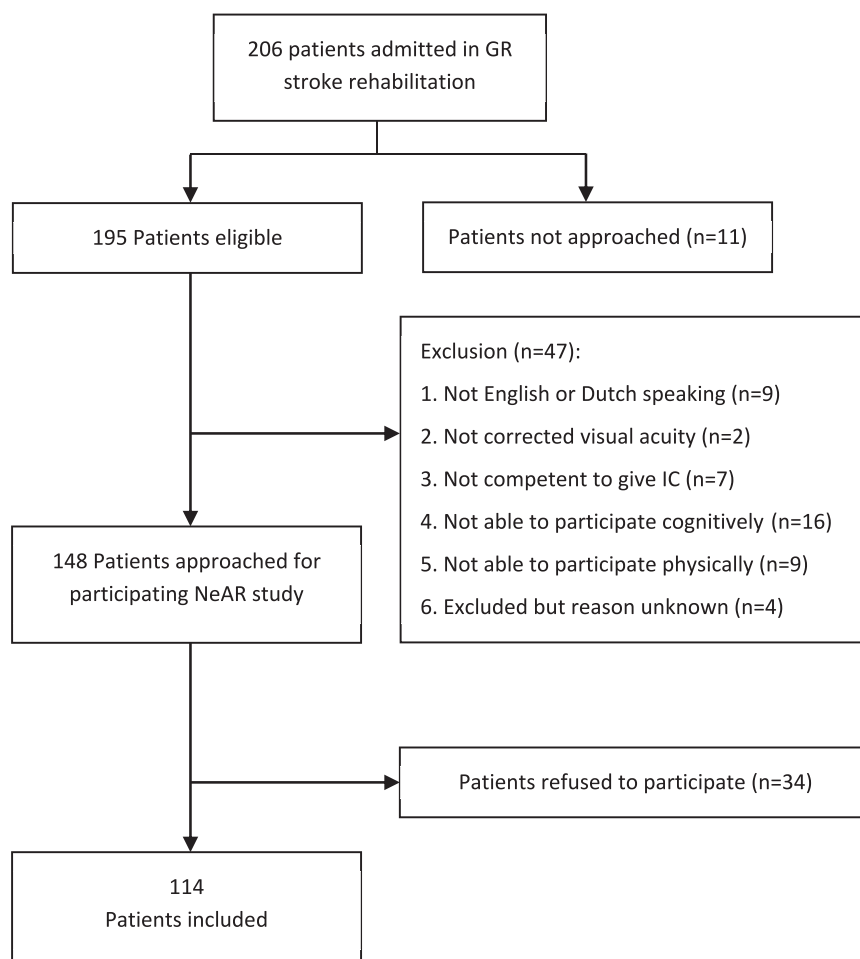 206 patients admitted in GR
stroke rehabilitation
195 Patients eligible
Patients not approached (n=11)
Exclusion (n=47):
1. Not English or Dutch speaking (n=9)
2. Not corrected visual acuity (n=2)
3. Not competent to give IC (n=7)
4. Not able to participate cognitively (n=16)
5. Not able to participate physically (n=9)
6. Excluded but reason unknown (n=4)
148 Patients approached for
participating NeAR study
Patients refused to participate (n=34)
114
Patients included